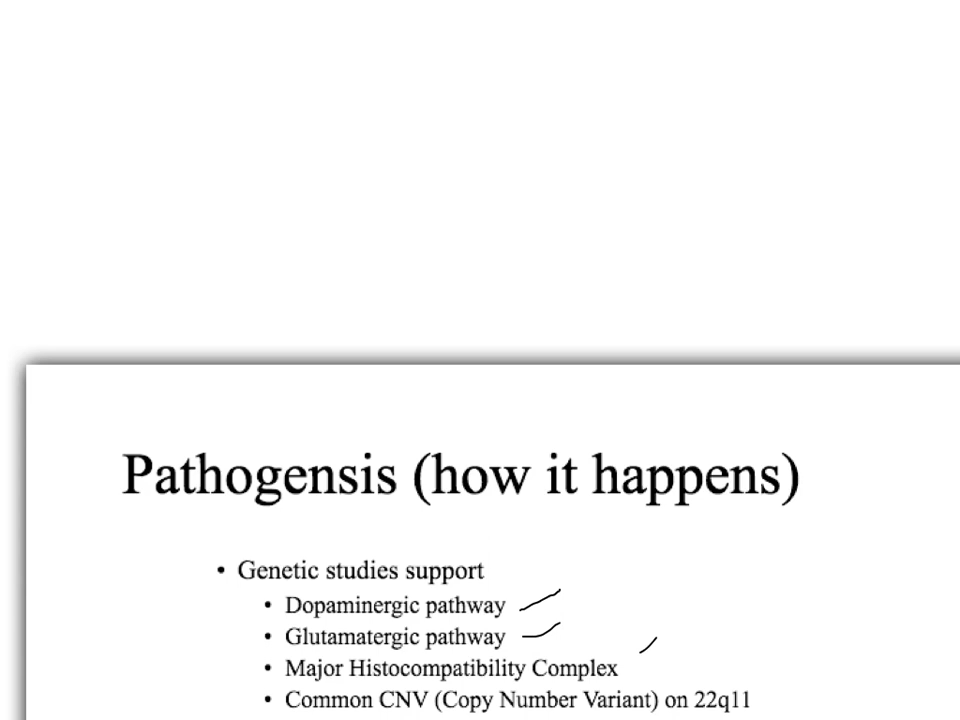 Pathogensis (how it happens)
• Genetic studies support
• Dopaminergic pathway
• Glutamatergic pathway
• Major Histocompatibility Complex
• Common CNV (Copy Number Variant) on 22q11